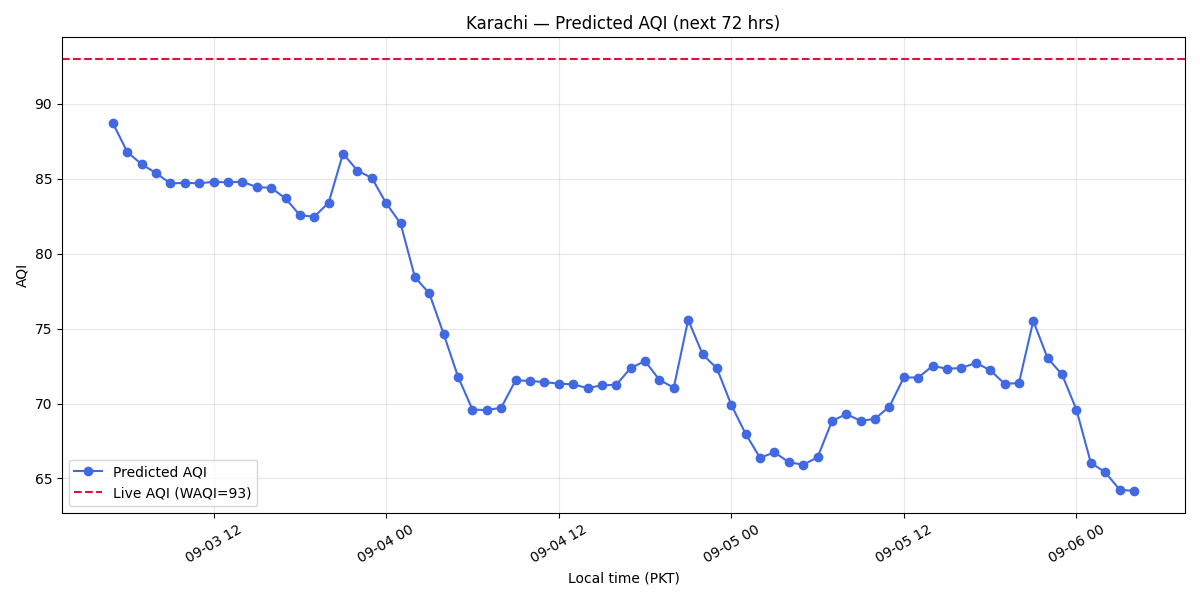 Karachi — Predicted AQI (next 72 hrs)
AQI
90
85
80
75
70
65
Predicted AQI
Live AQI (WAQI=93)
09-03 12
09-04 00
09-04 12
09-05 00
09-05 12
09-06 00
Local time (PKT)